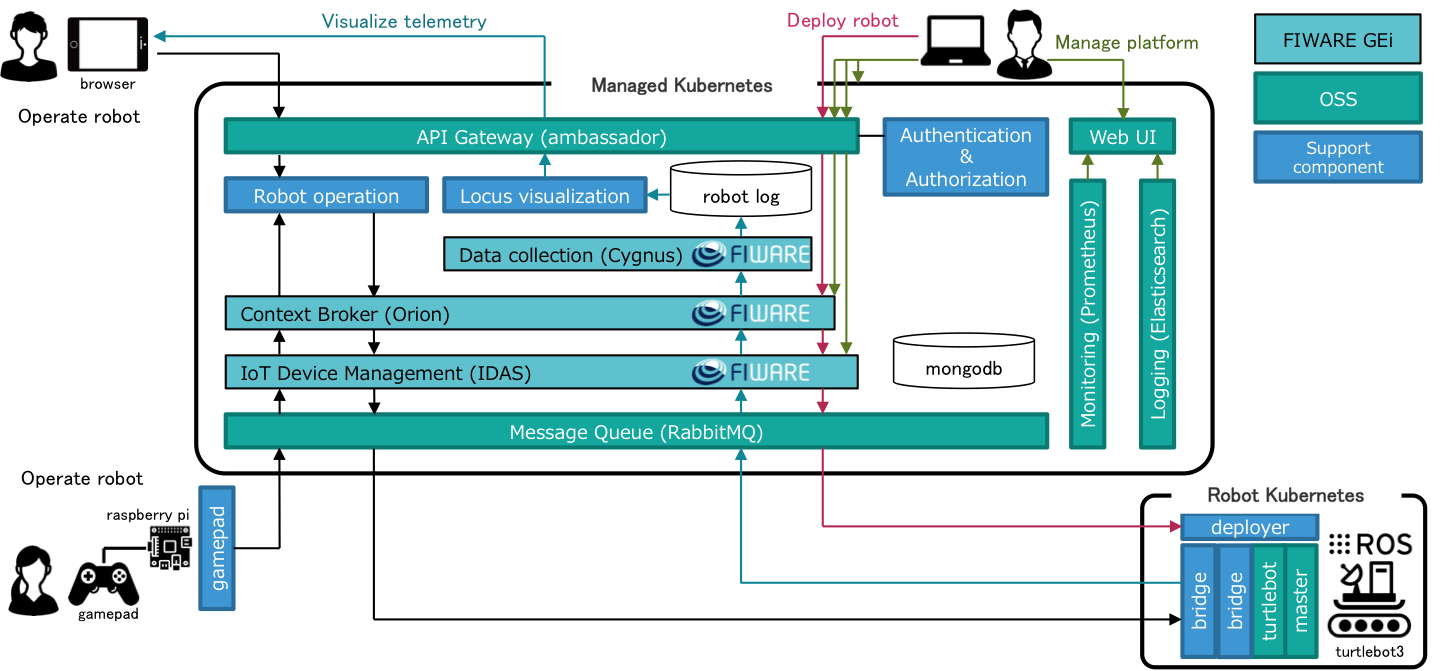 Visualize telemetry
Deploy robot
Manage platform
browser
Operate robot
Managed Kubernetes
FIWARE GEi
OSS
Support
component
API Gateway (ambassador)
Authentication
&
Authorization
Web UI
Robot operation
Locus visualization
robot log
Data collection (Cygnus)
FIWARE
Context Broker (Orion)
FIWARE
IoT Device Management (IDAS)
FIWARE
mongodb
Monitoring (Prometheus)
Logging (Elasticsearch)
Message Queue (RabbitMQ)
Operate robot
raspberry pi
gamepad
gamepad
Robot Kubernetes
deployer
bridge
bridge
turtlebot
master
ROS
turtlebot3